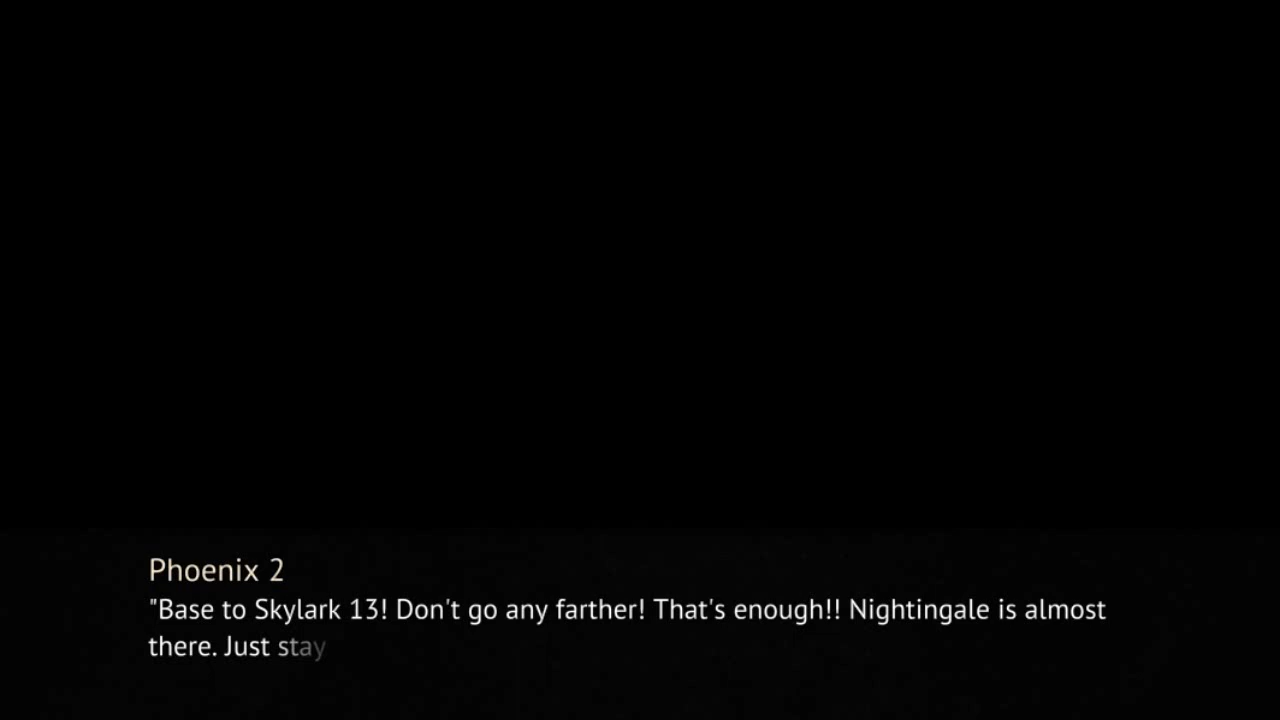 Phoenix 2
"Base to Skylark 13! Don't go any farther! That's enough!! Nightingale is almost
there. Just stay